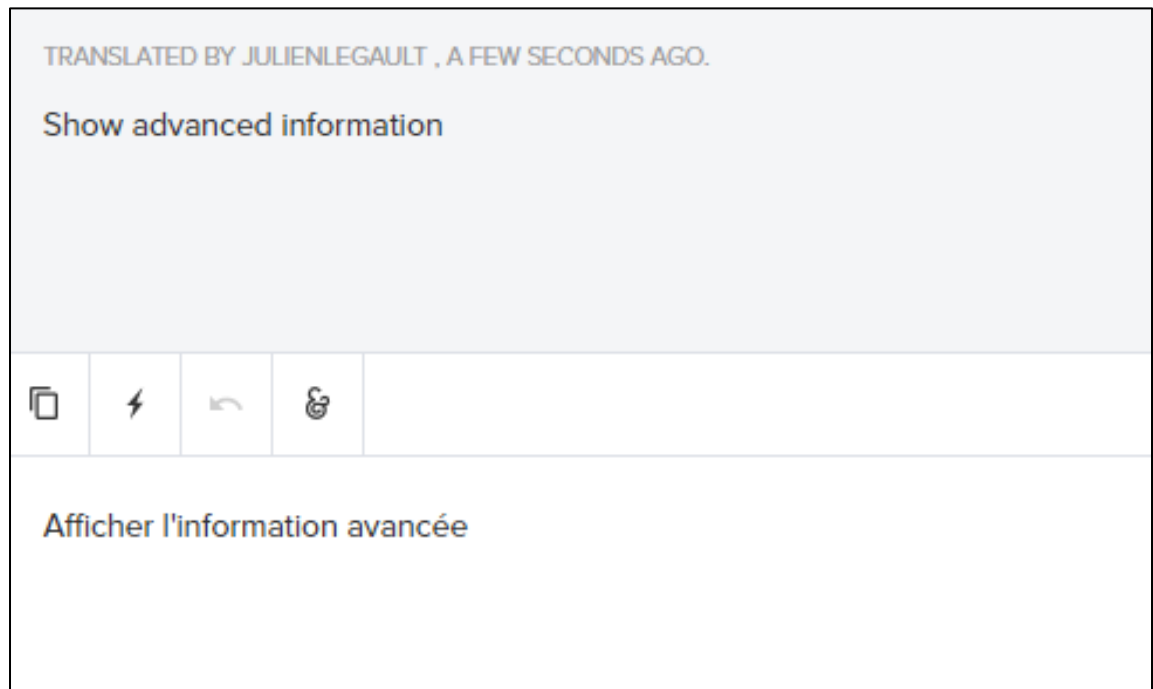 TRANSLATED BY JULIENLEGAULT , A FEW SECONDS AGO.
Show advanced information
&
Afficher l'information avancée